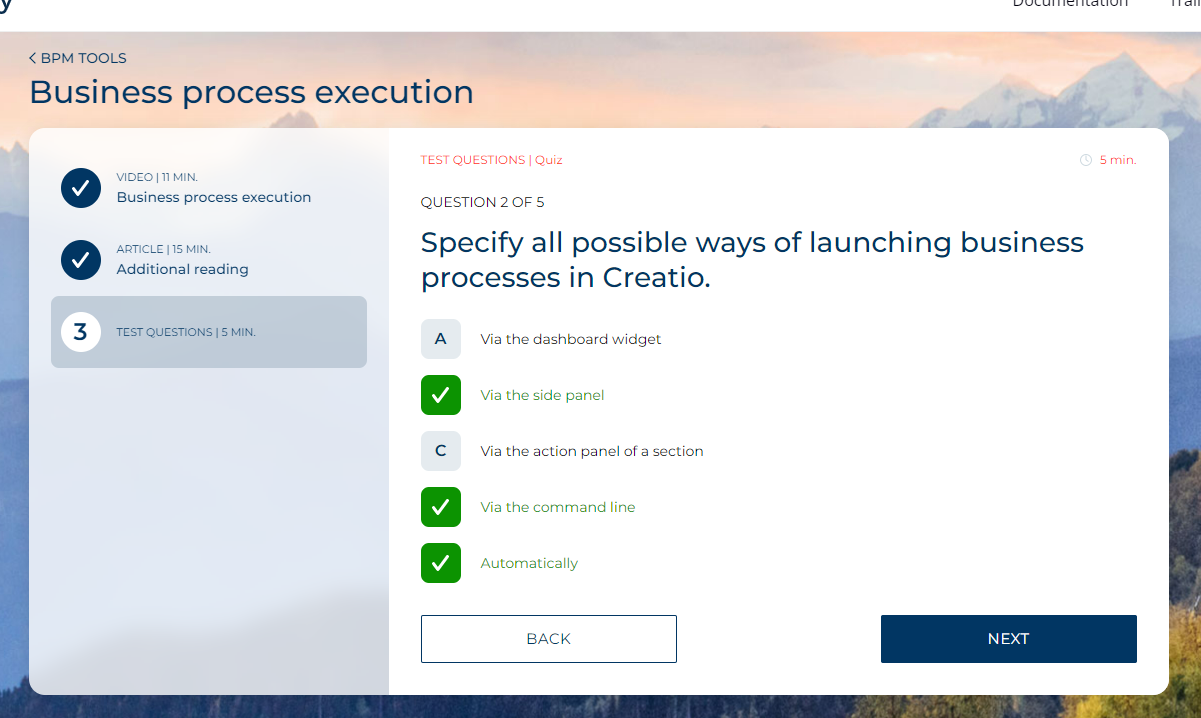 Documentation
< BPM TOOLS
Business process execution
VIDEO | 11 MIN.
Business process execution
ARTICLE | 15 MIN.
Additional reading
3
TEST QUESTIONS | 5 MIN.
TEST QUESTIONS | Quiz
5 min.
QUESTION 2 OF 5
Specify all possible ways of launching business
processes in Creatio.
A
Via the dashboard widget
Via the side panel
C
Via the action panel of a section
Via the command line
Automatically
BACK
NEXT